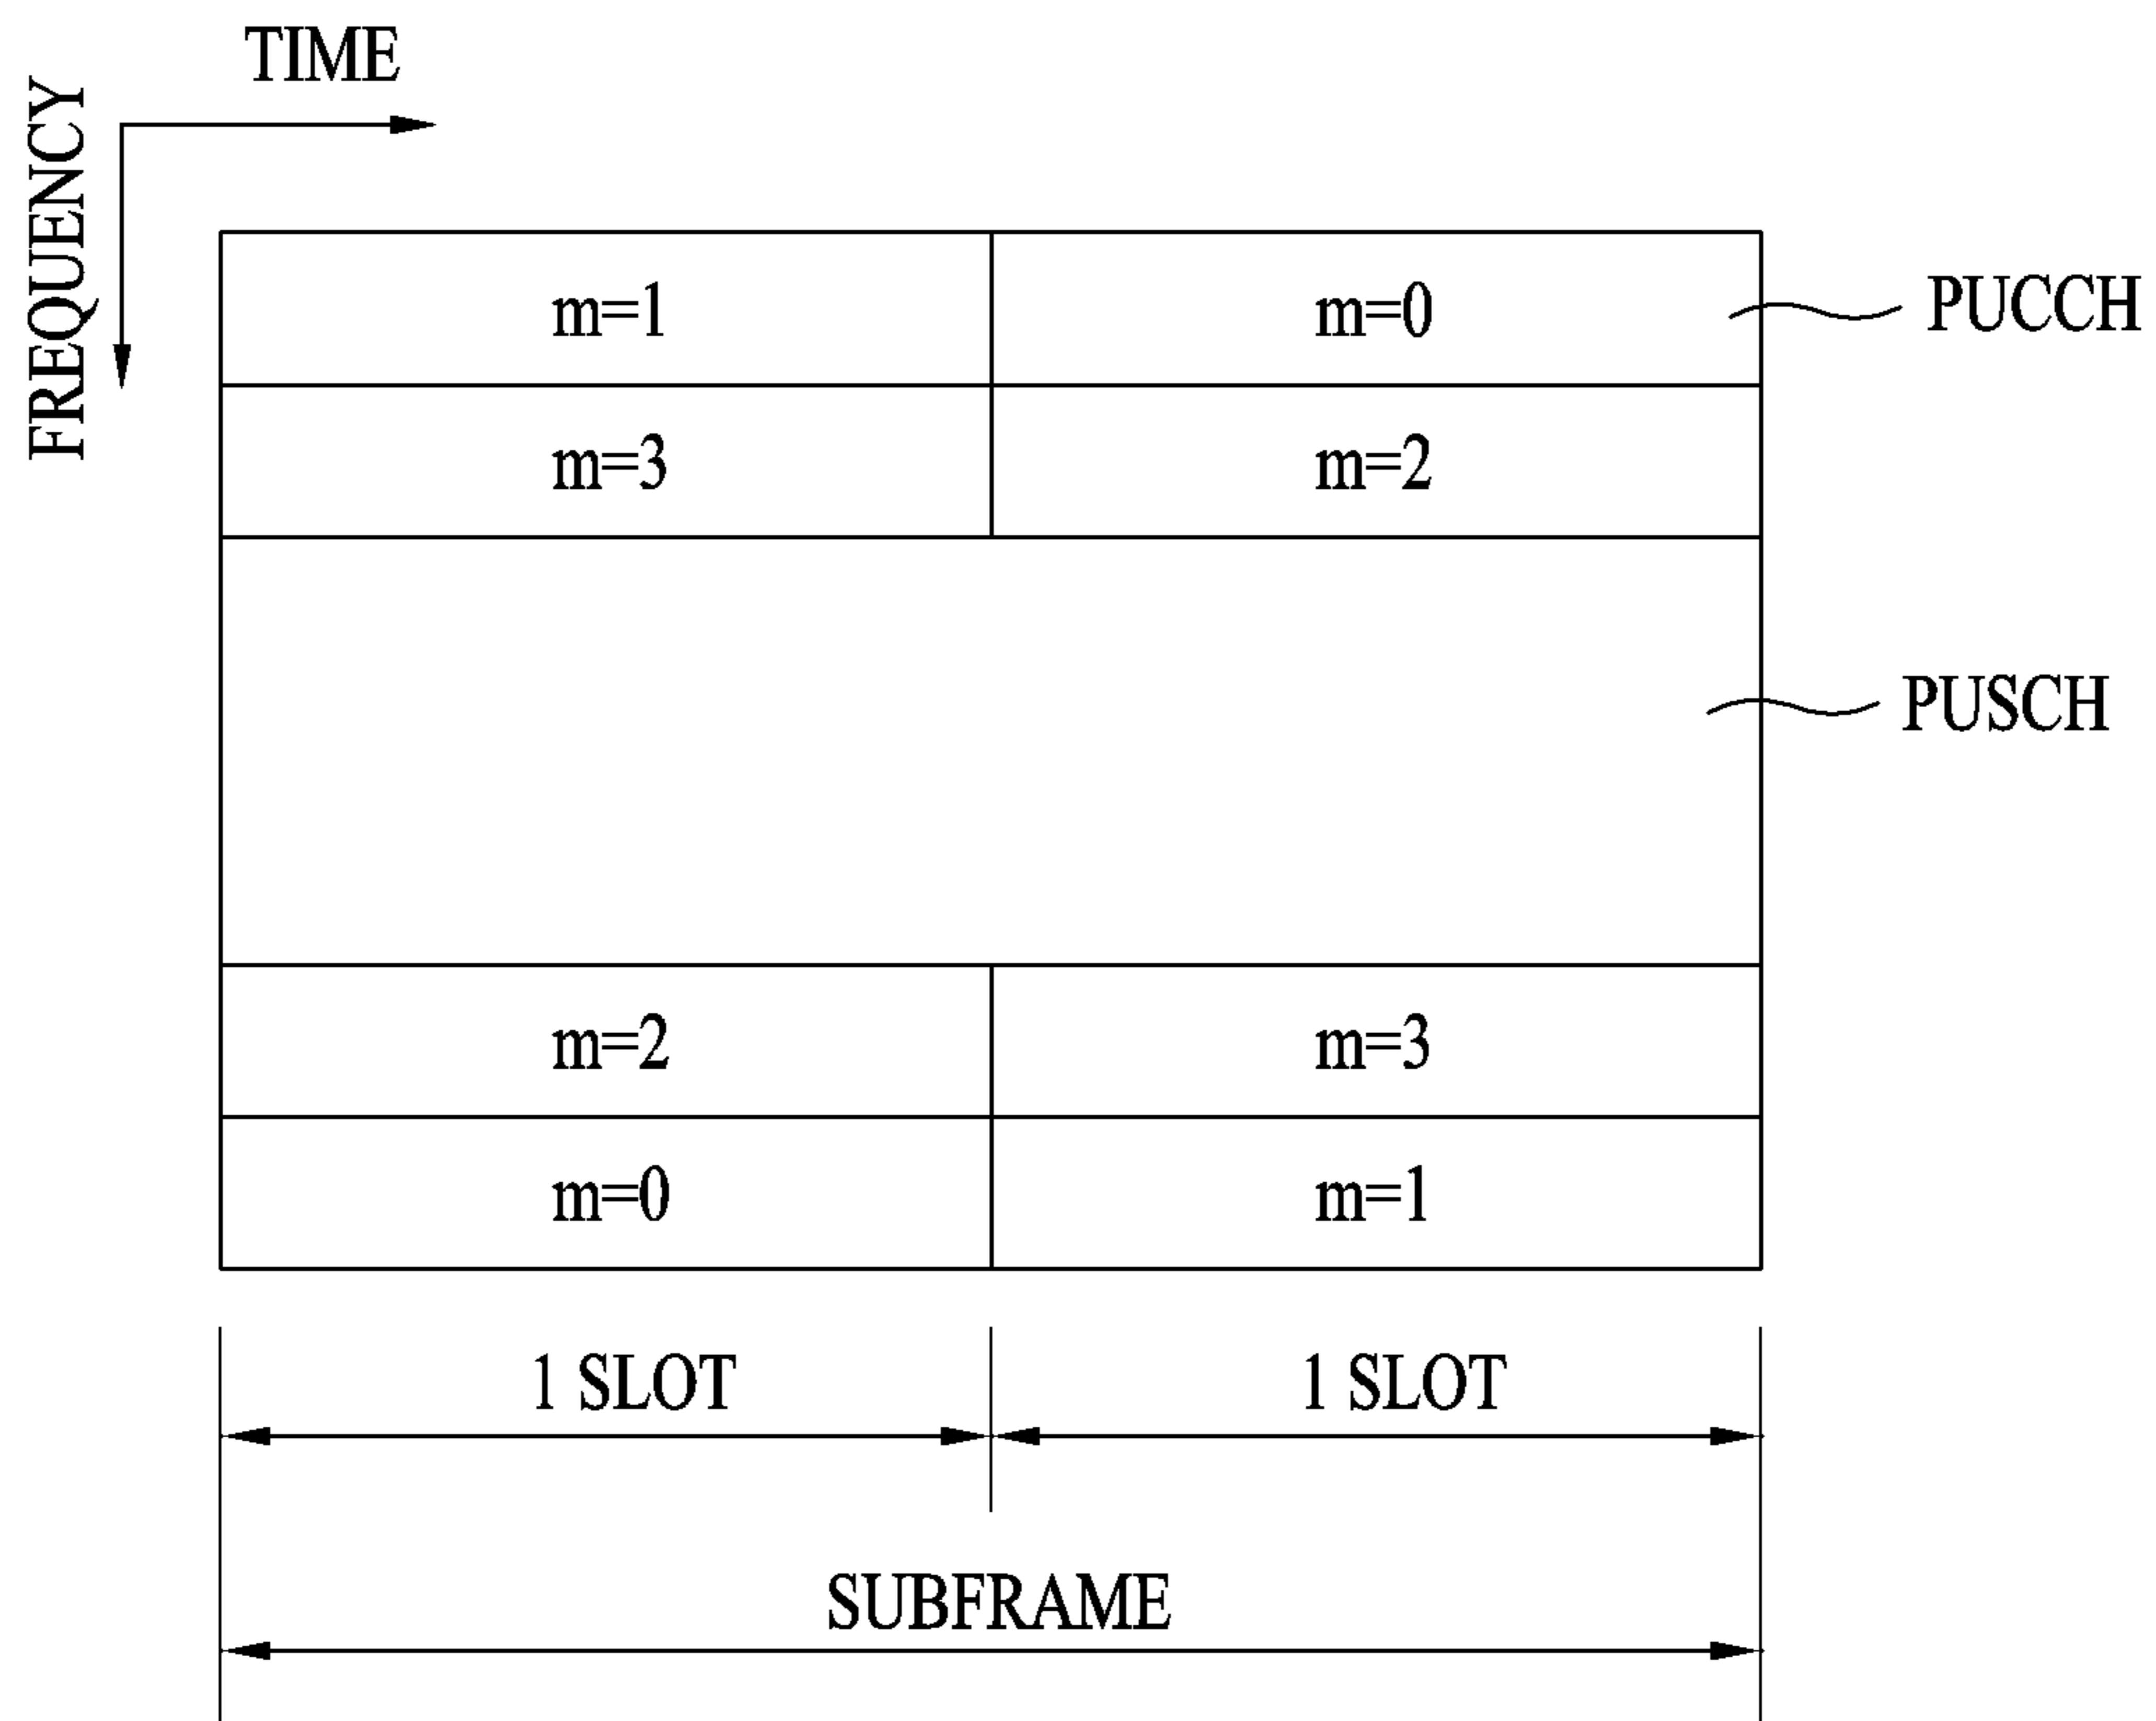 TIME
FREQUENCY
m=1 m=0 PUCCH
m=3 m=2
PUSCH
m=2 m=3
m=0 m=1
1 SLOT 1 SLOT
SUBFRAME